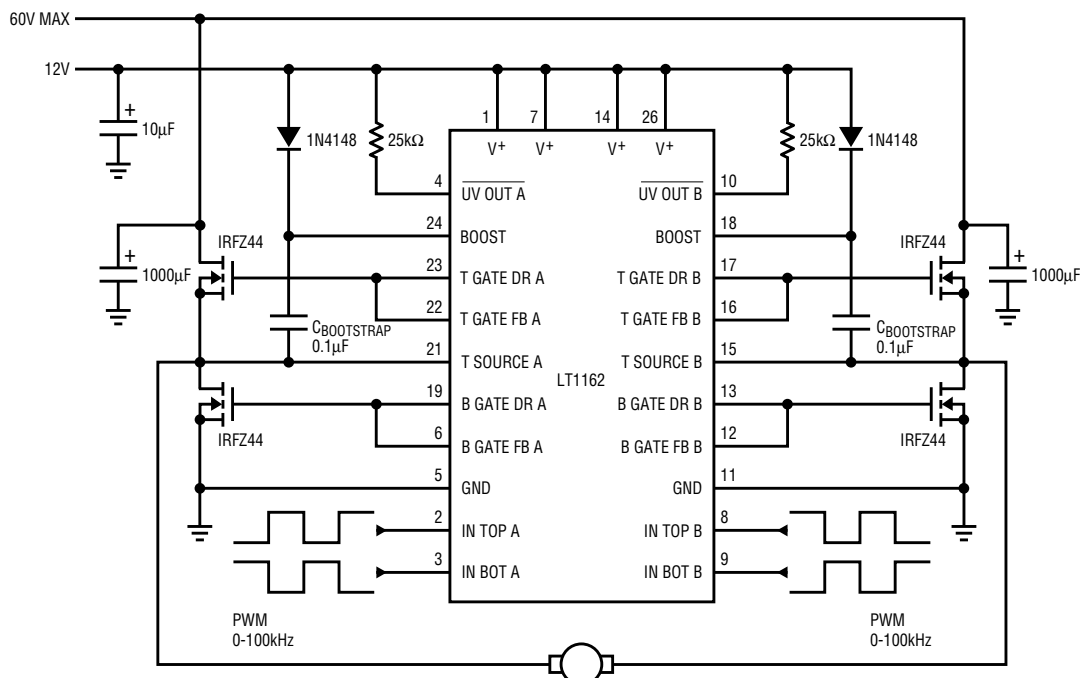 60V MAX
12V
+
10µF
1N4148
25kΩ
1
7
14
26
V+
V+
V+
V+
25kΩ
1N4148
4
UV OUT A
UV OUT B
10
24
BOOST
BOOST
18
IRFZ44
+
1000µF
23
T GATE DR A
T GATE DR B
17
IRFZ44
+
1000µF
22
T GATE FB A
T GATE FB B
16
CBOOTSTRAP
0.1µF
CBOOTSTRAP
0.1µF
21
T SOURCE A
T SOURCE B
15
LT1162
19
B GATE DR A
B GATE DR B
13
IRFZ44
IRFZ44
6
B GATE FB A
B GATE FB B
12
5
GND
GND
11
2
IN TOP A
IN TOP B
8
3
IN BOT A
IN BOT B
9
PWM
0-100kHz
PWM
0-100kHz